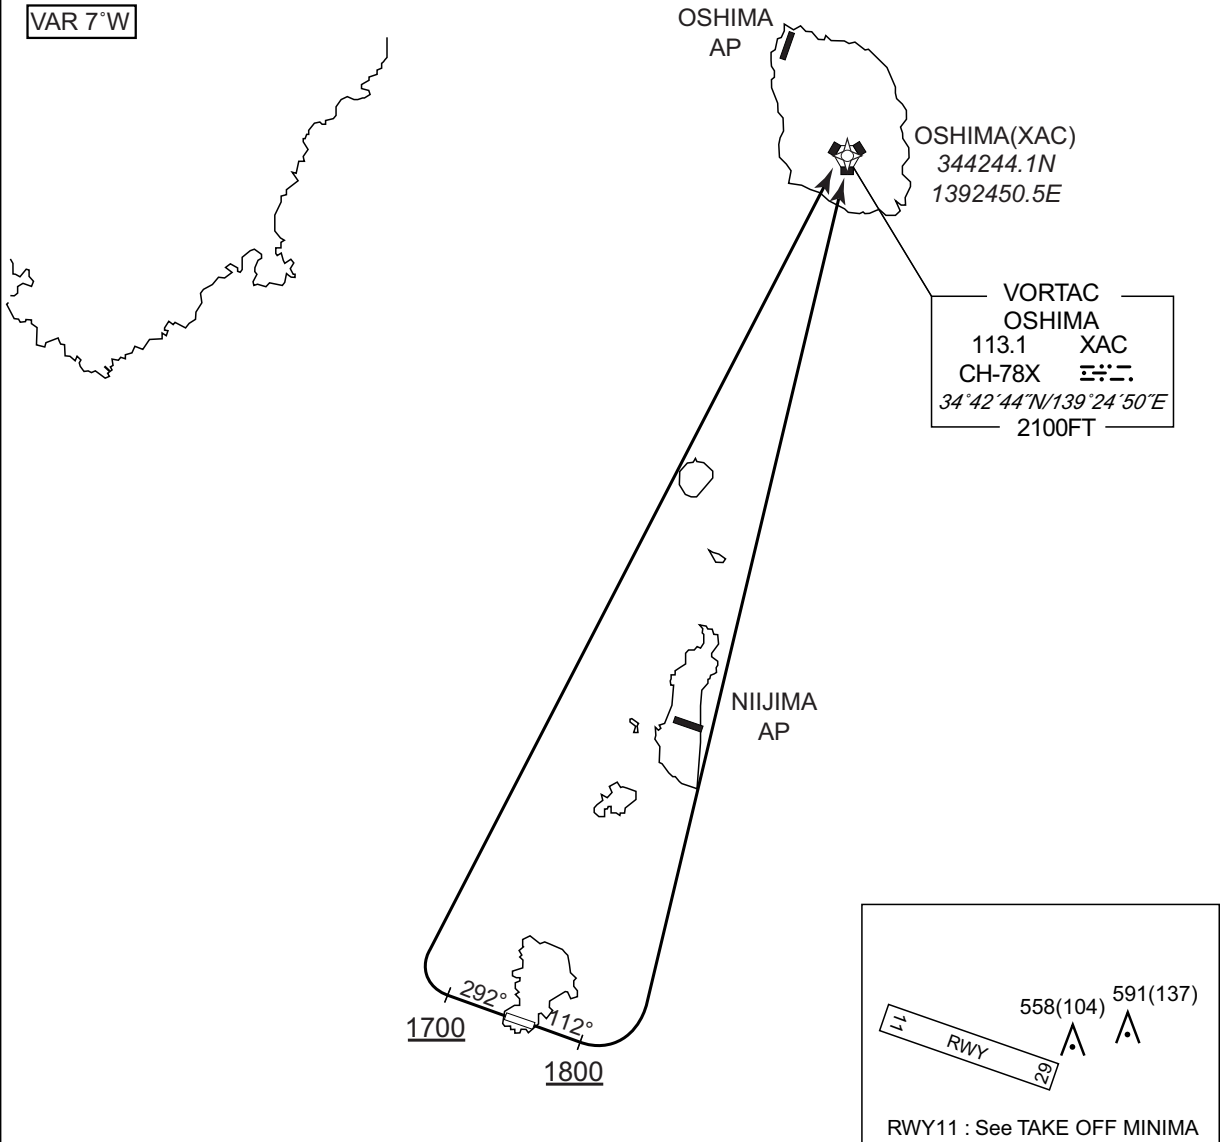 VAR 7°W
OSHIMA
AP
OSHIMA(XAC)
344244.1N
1392450.5E
VORTAC
OSHIMA
113.1 XAC
CH-78X
34°42´44˝N/139°24´50˝E
2100FT
NIIJIMA
AP
292°
112°
1700
1800
558(104)
591(137)
11
RWY
29
RWY11 : See TAKE OFF MINIMA